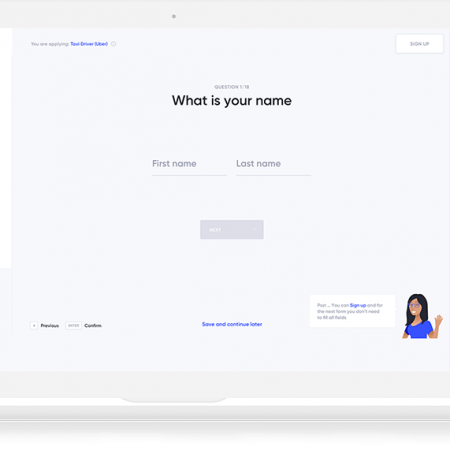 You are applying: Taxi Driver (Uber)
SIGN UP
QUESTION 1 / 18
What is your name
First name
Last name
NEXT
Psst ... You can Sign up and for
the next form you don't need
to fill all fields
Previous
ENTER
Confirm
Save and continue later